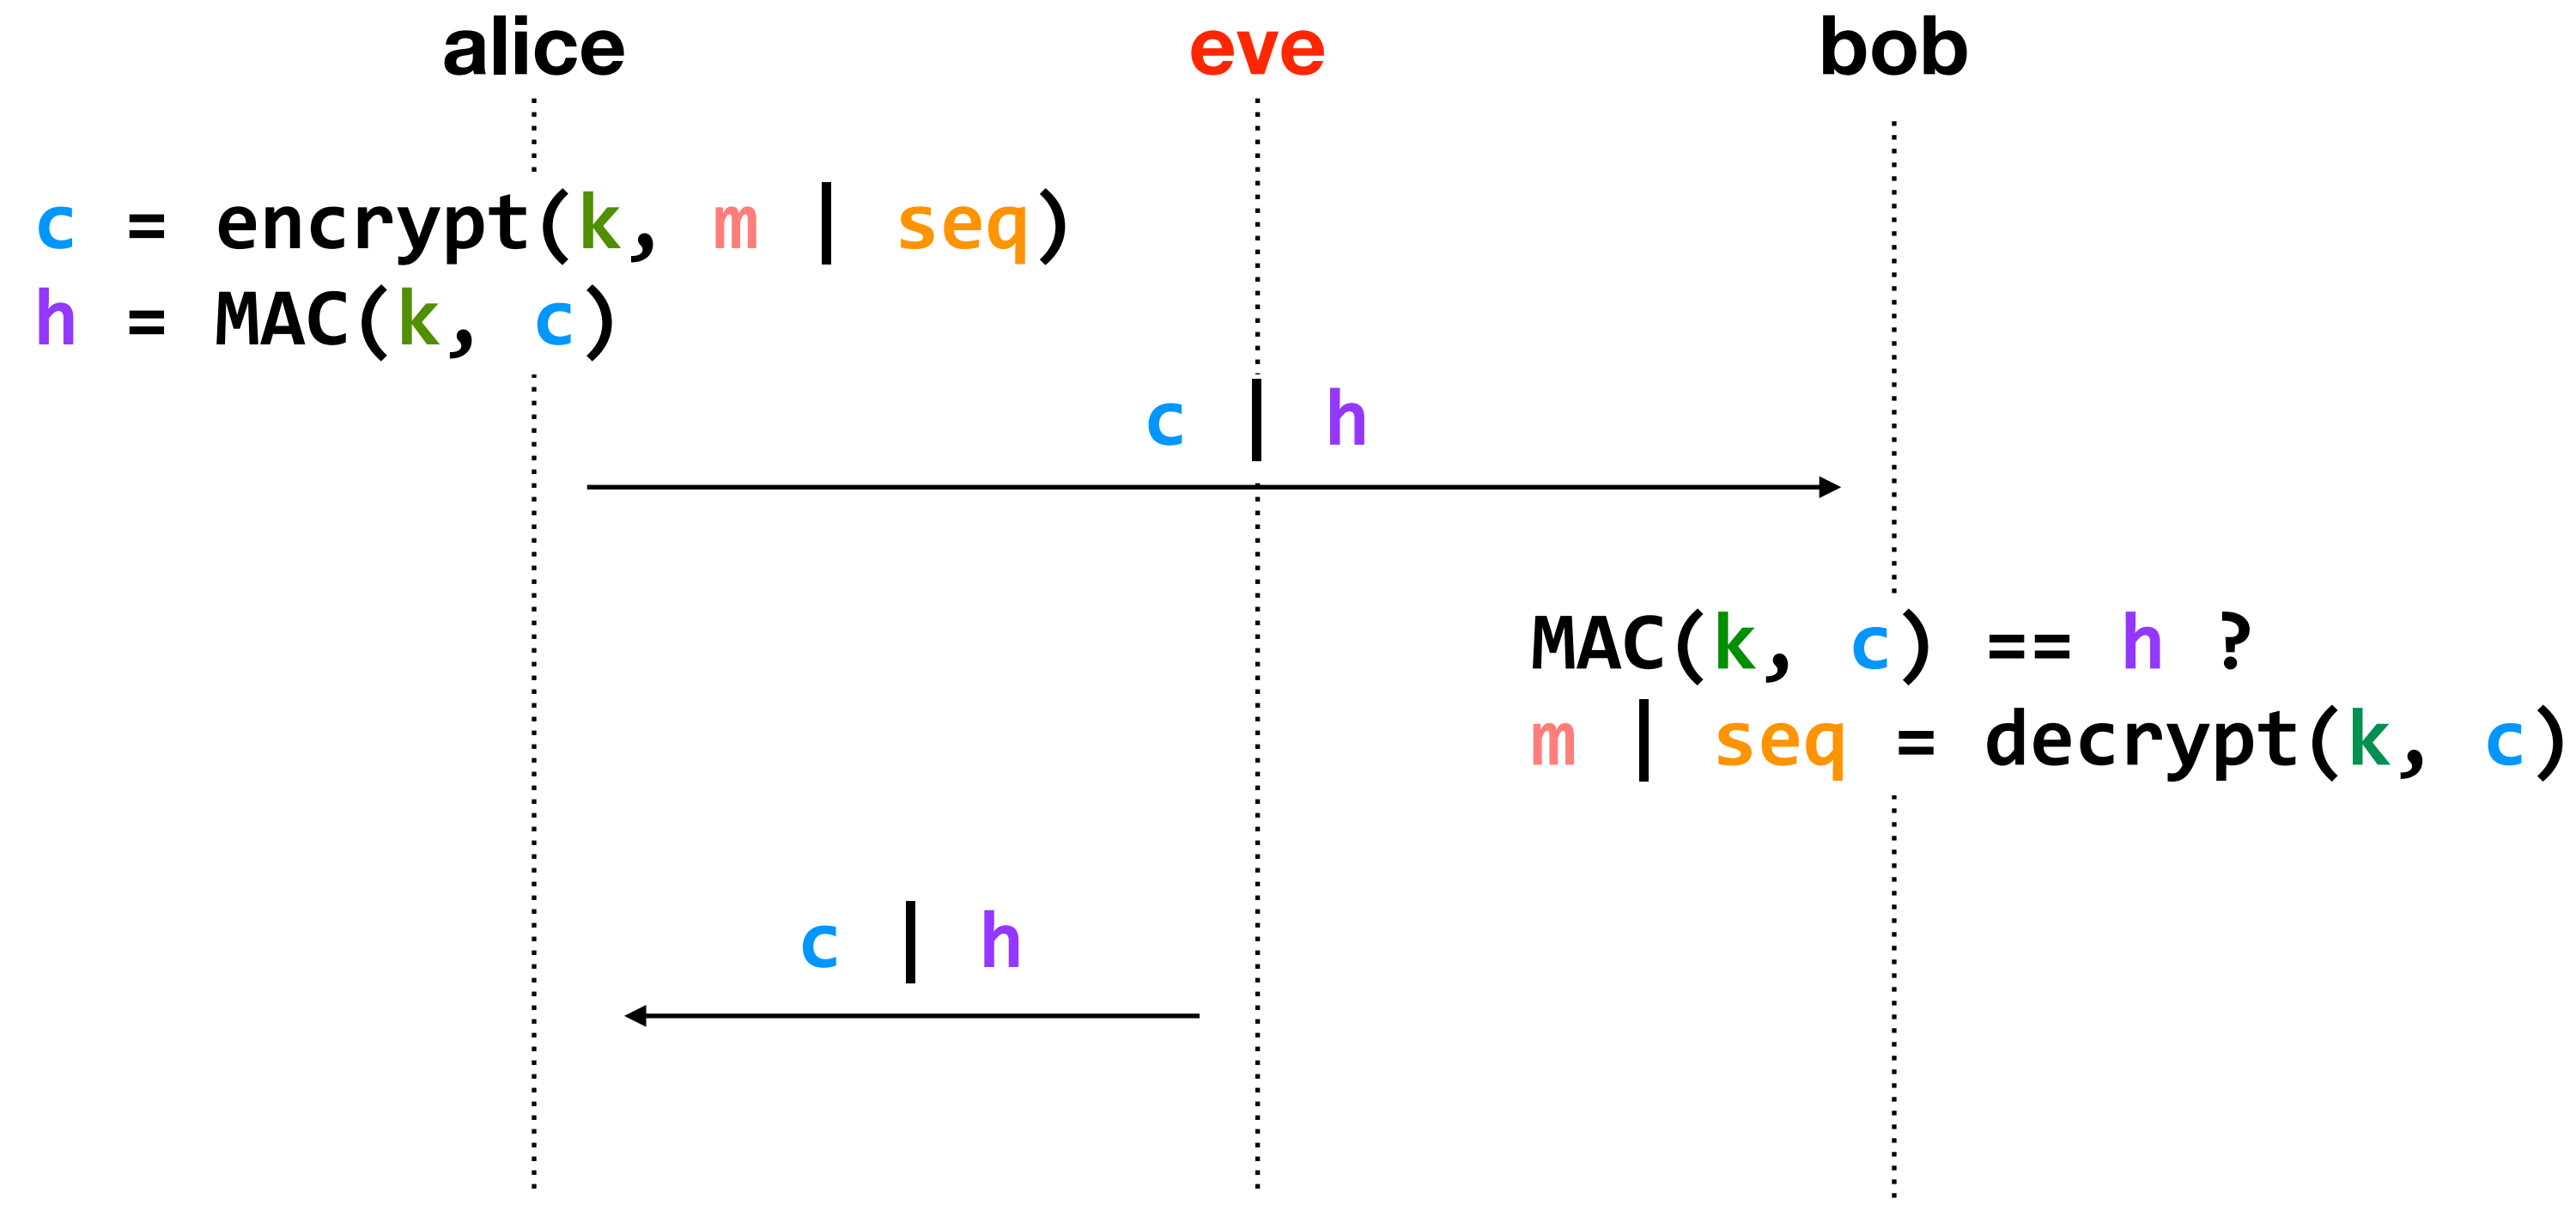 alice eve bob
c = encrypt(k, m | seq)
h = MAC(k, c)
c | h
MAC(k, c) == h ?
m | seq = decrypt(k, c)
c | h